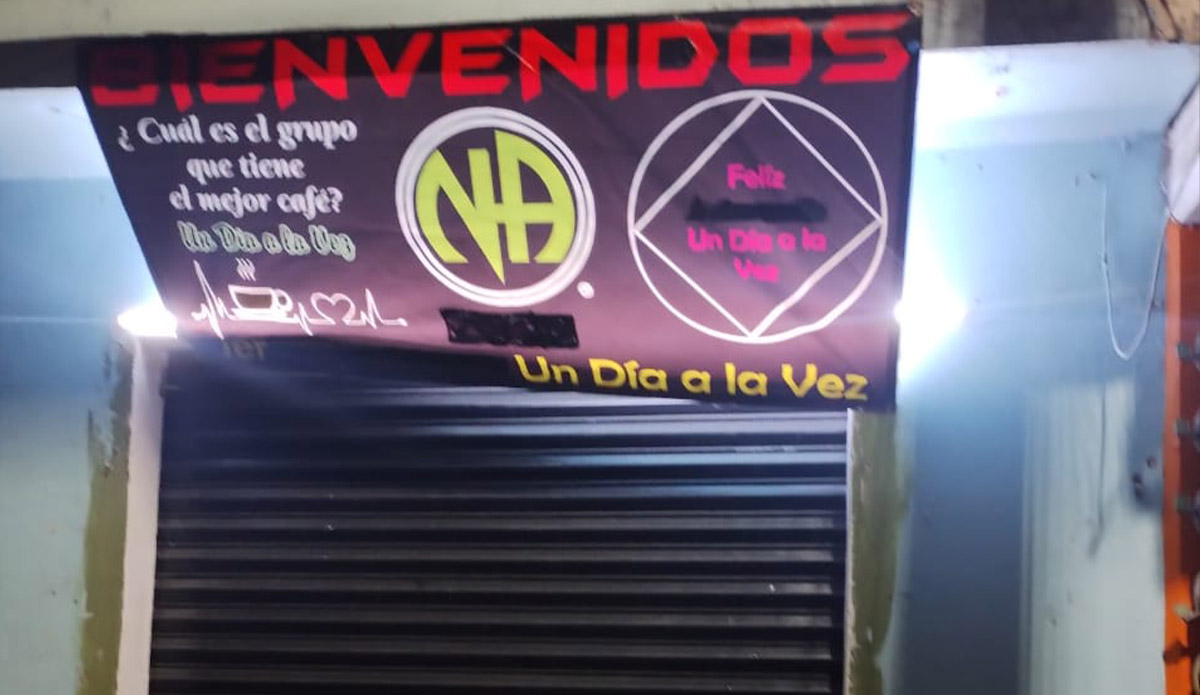 BIENVENIDOS
¿Cuál es el grupo
que tiene
el mejor café?
Un Día a la Vez
NA
Feliz
Un Día a la
Vez
Un Día a la Vez